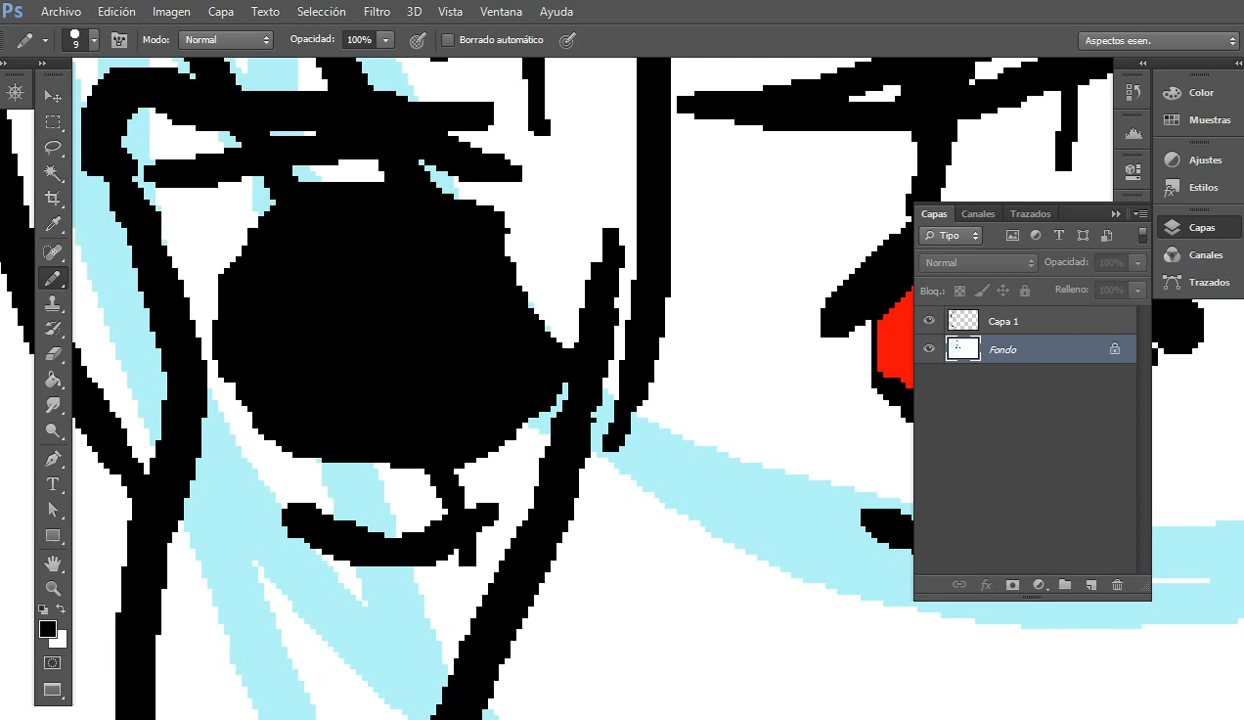 Ps Archivo Edición Imagen Capa Texto Selección Filtro 3D Vista Ventana Ayuda
9 Modo: Normal Opacidad: 100% Borrado automático Aspectos esen.
Color
Muestras
Ajustes
Estilos
Capas
Canales
Trazados
Capas Canales Trazados
Tipo
Normal Opacidad: 100%
Bloq.: Relleno: 100%
Capa 1
Fondo